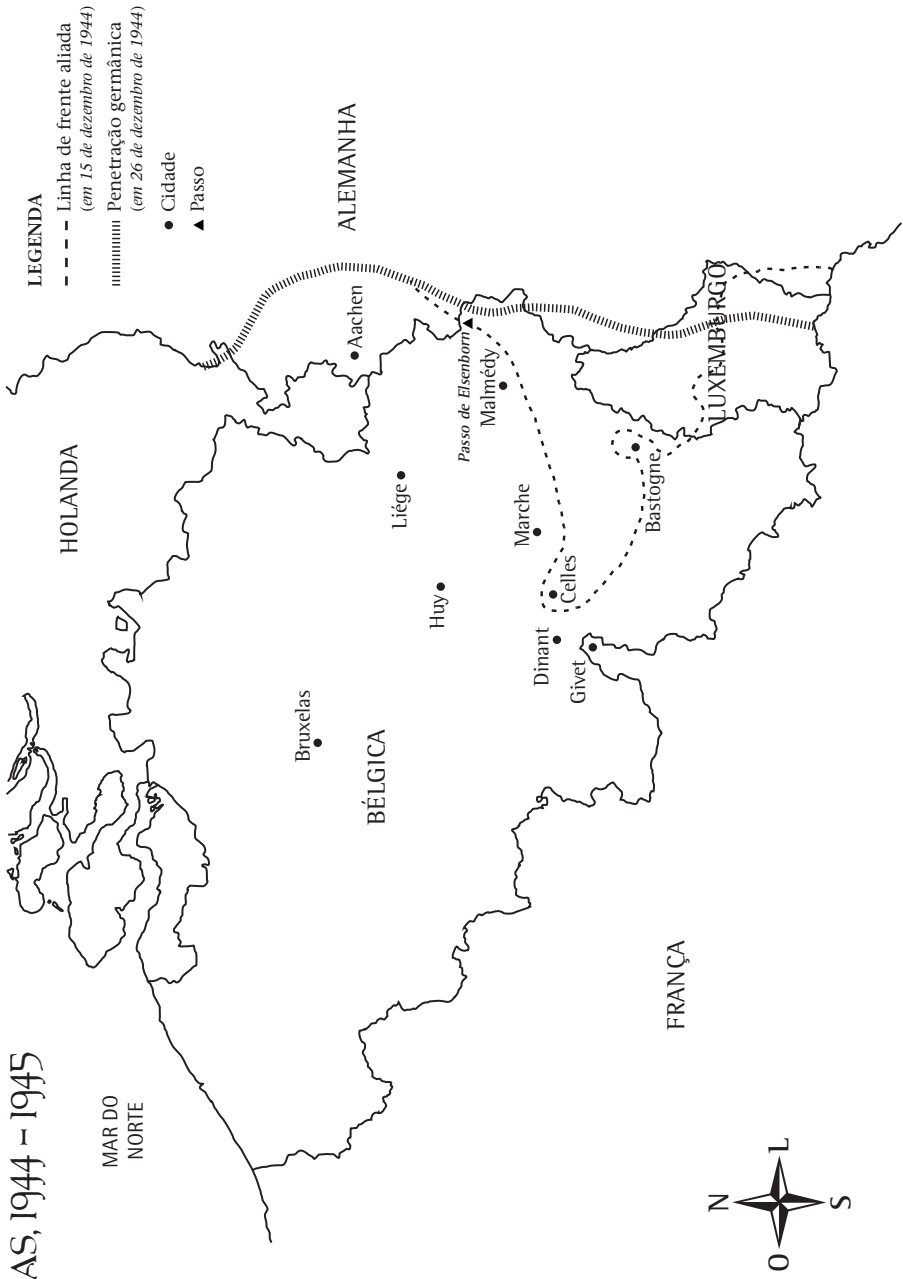 AS, 1944 – 1945
LEGENDA
Linha de frente aliada
(em 15 de dezembro de 1944)
Penetração germânica
(em 26 de dezembro de 1944)
Cidade
Passo
MAR DO
NORTE
HOLANDA
ALEMANHA
Aachen
Bruxelas
BÉLGICA
Liége
Huy
Passo de Elsenborn
Malmédy
Marche
Celles
Dinant
Givet
Bastogne
LUXEMBURGO
FRANÇA
N
O
L
S